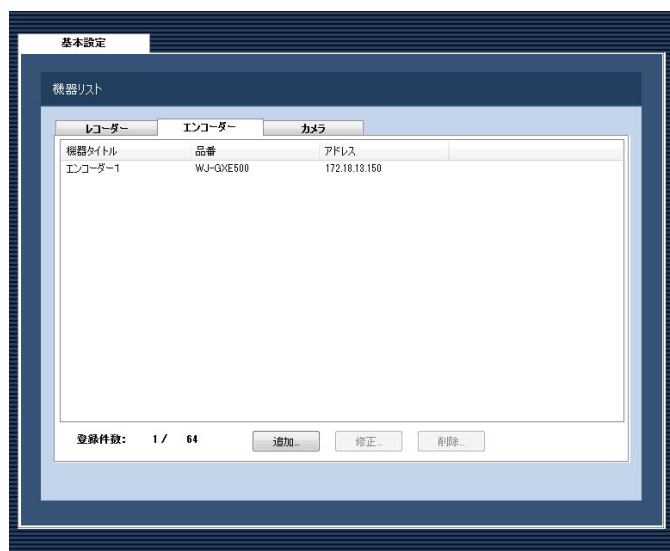 基本設定
機器リスト
レコーダー エンコーダー カメラ
機器タイトル 品番 アドレス
エンコーダー1 WJ-GXE500 172.18.13.150
登録件数: 1 / 64 追加... 修正... 削除...